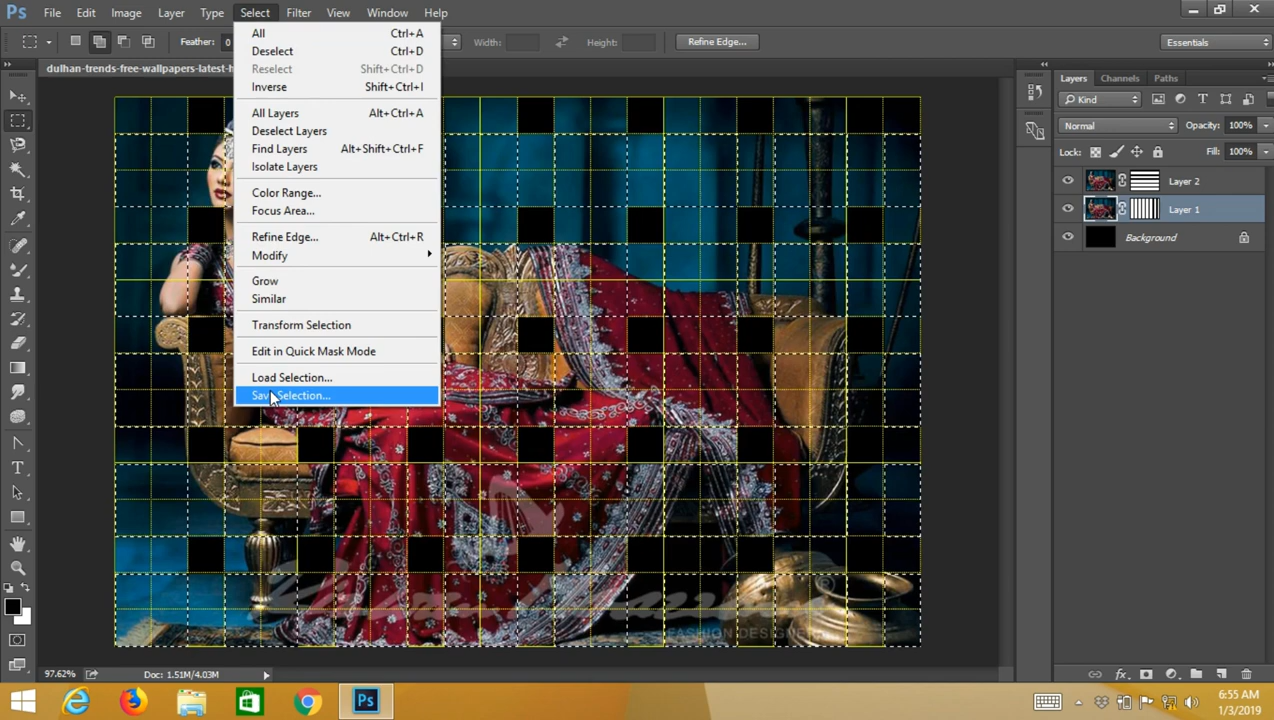 Ps File Edit Image Layer Type Select Filter View Window Help
Feather: 0 Width: Height: Refine Edge... Essentials
dulhan-trends-free-wallpapers-latest-h
All Ctrl+A
Deselect Ctrl+D
Reselect Shift+Ctrl+D
Inverse Shift+Ctrl+I
All Layers Alt+Ctrl+A
Deselect Layers
Find Layers Alt+Shift+Ctrl+F
Isolate Layers
Color Range...
Focus Area...
Refine Edge... Alt+Ctrl+R
Modify
Grow
Similar
Transform Selection
Edit in Quick Mask Mode
Load Selection...
Save Selection...
Layers Channels Paths
Kind
Normal Opacity: 100%
Lock: Fill: 100%
Layer 2
Layer 1
Background
FASHION DESIGNER
97.62% Doc: 1.51M/4.03M
Ps
6:55 AM
1/3/2019